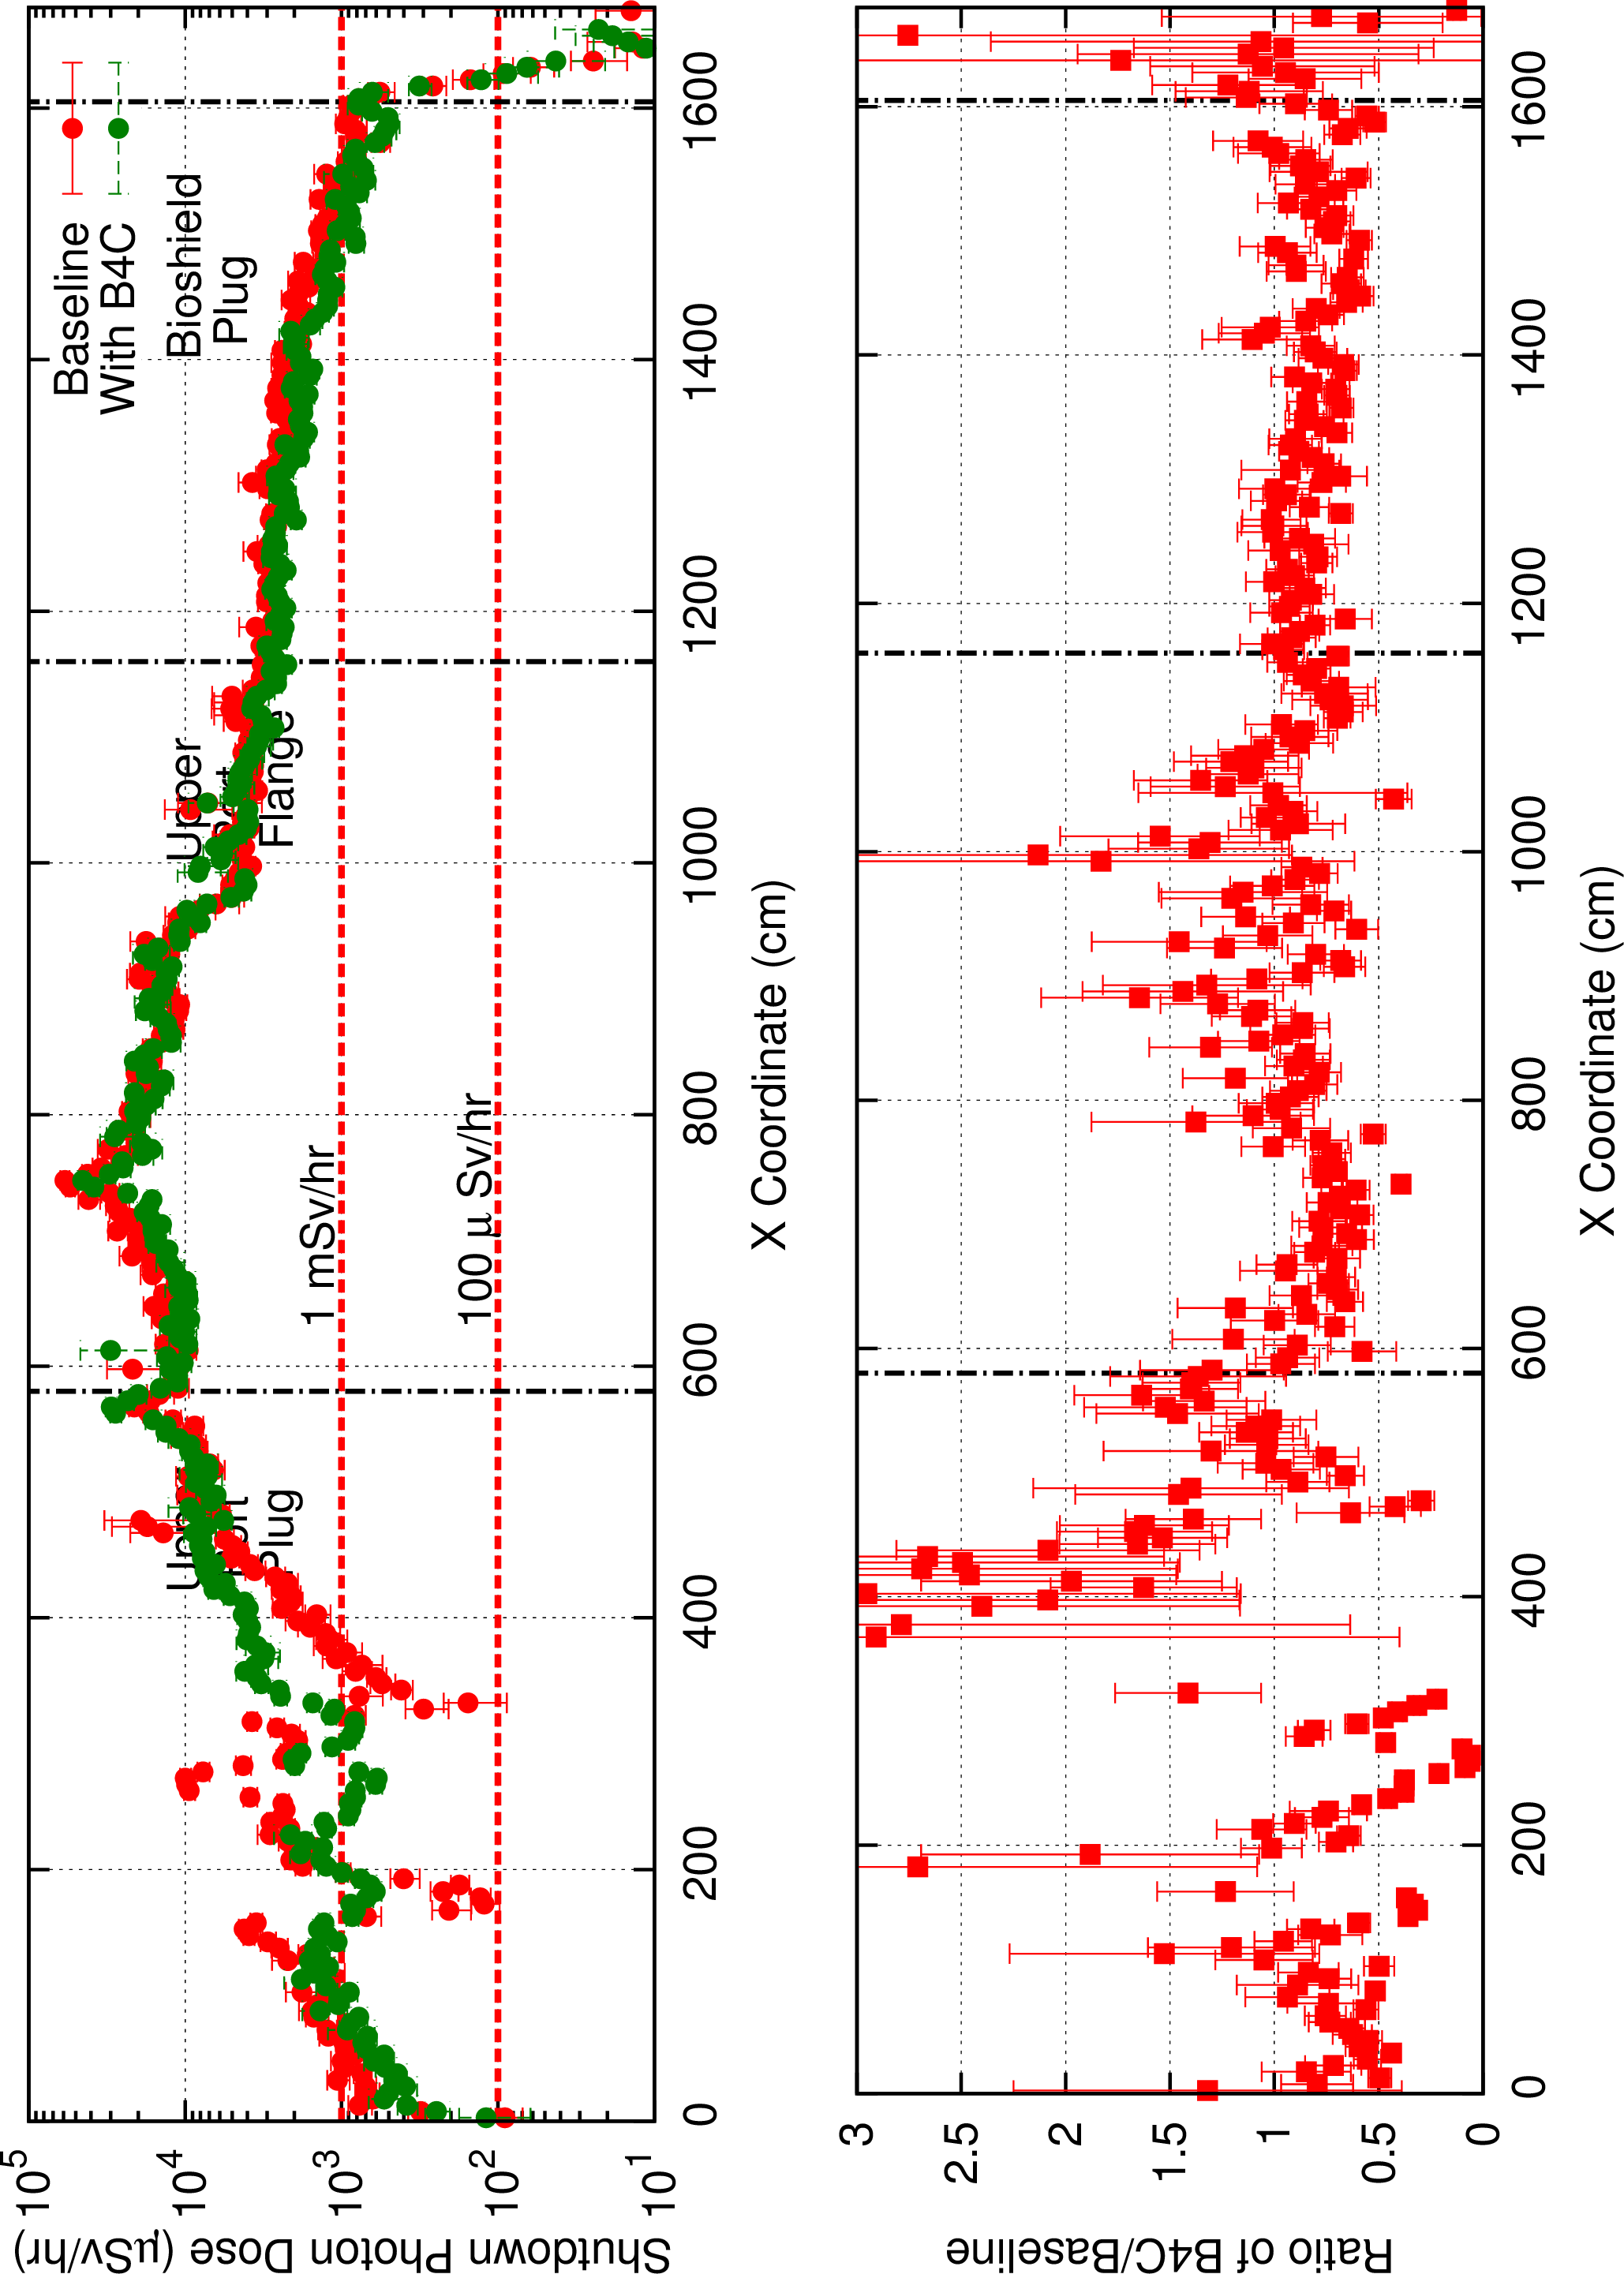 Shutdown Photon Dose (μSv/hr)
10^5
10^4
10^3
10^2
10^1
Baseline
With B4C
Upper
Port
Plug
Upper
Port
Flange
Bioshield
Plug
1 mSv/hr
100 μ Sv/hr
0 200 400 600 800 1000 1200 1400 1600
X Coordinate (cm)
Ratio of B4C/Baseline
3
2.5
2
1.5
1
0.5
0
0 200 400 600 800 1000 1200 1400 1600
X Coordinate (cm)